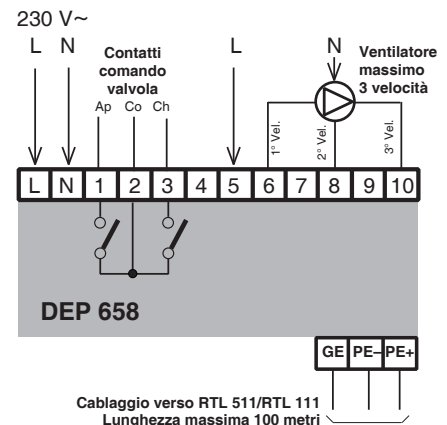 230 V~
L N Contatti comando valvola L N Ventilatore massimo 3 velocità
Ap Co Ch
1° Vel. 2° Vel. 3° Vel.
L N 1 2 3 4 5 6 7 8 9 10
DEP 658
GE PE– PE+
Cablaggio verso RTL 511/RTL 111
Lunghezza massima 100 metri